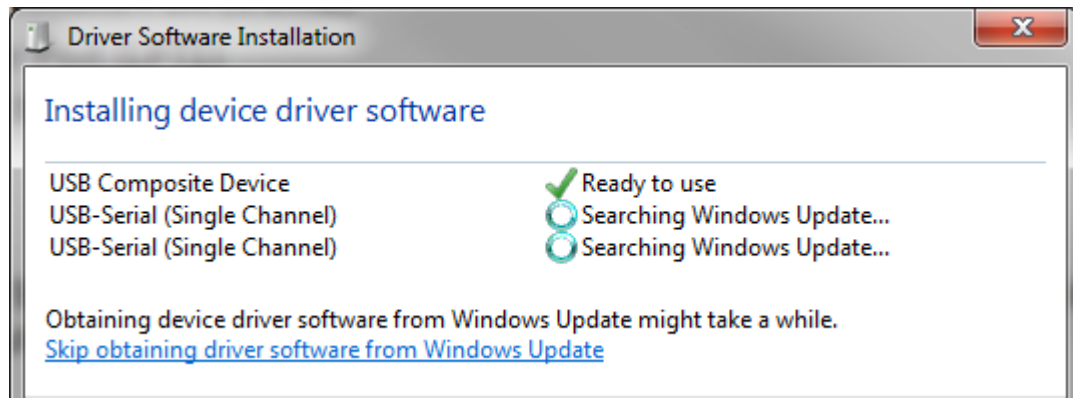 Driver Software Installation
Installing device driver software
USB Composite Device Ready to use
USB-Serial (Single Channel) Searching Windows Update...
USB-Serial (Single Channel) Searching Windows Update...
Obtaining device driver software from Windows Update might take a while.
Skip obtaining driver software from Windows Update